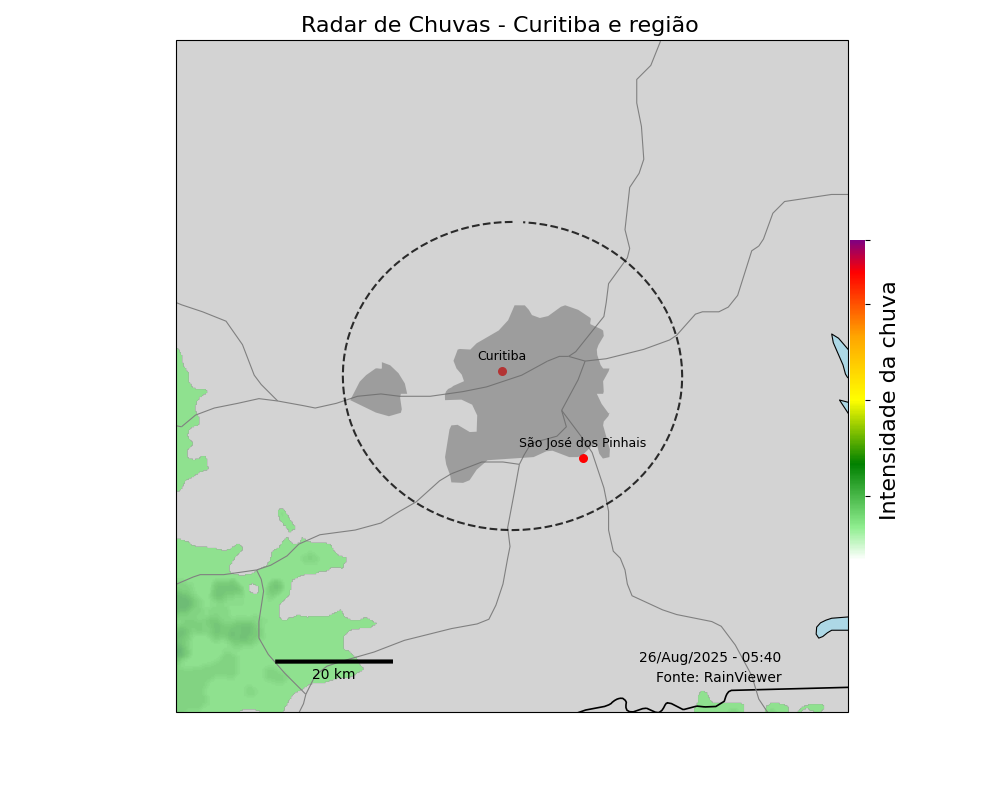 Radar de Chuvas - Curitiba e região
Curitiba
São José dos Pinhais
Intensidade da chuva
26/Aug/2025 - 05:40
Fonte: RainViewer
20 km